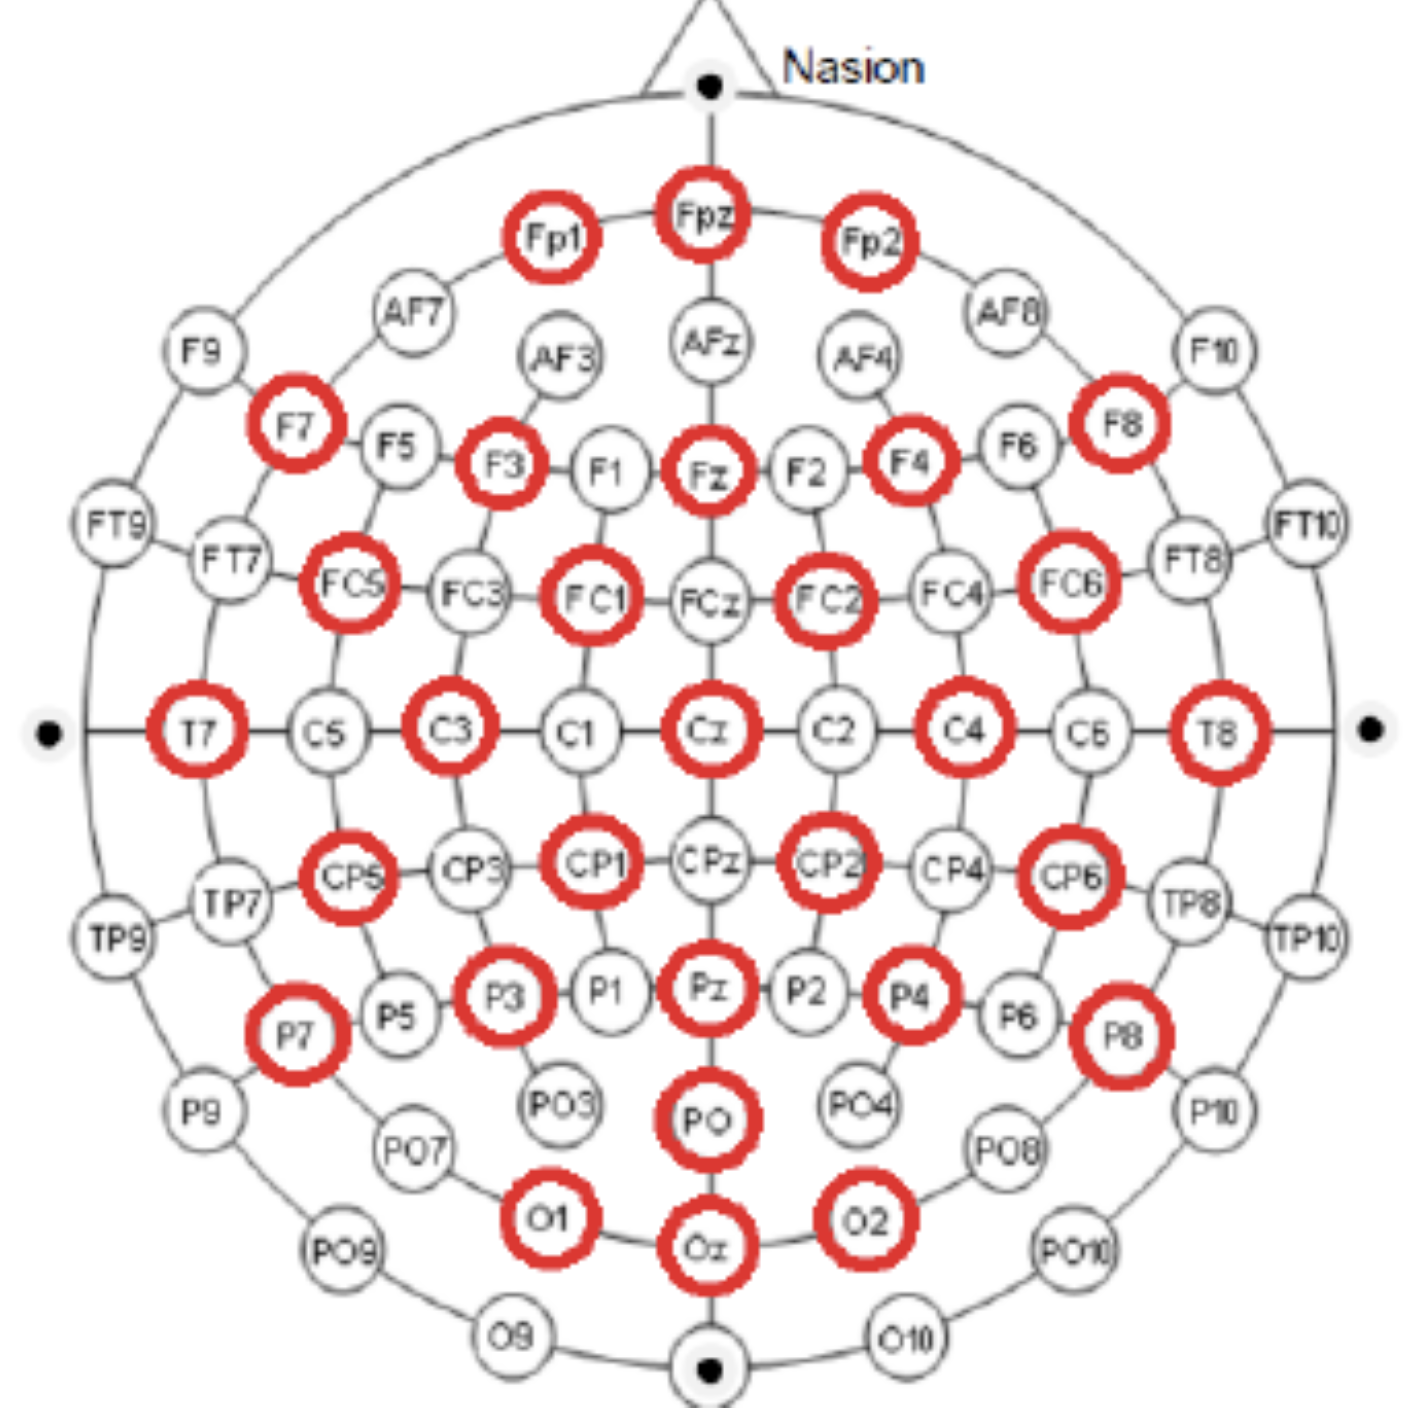 Nasion
Fp1 Fpz Fp2
AF7 AF3 AFz AF4 AF8
F9 F7 F5 F3 F1 Fz F2 F4 F6 F8 F10
FT9 FT7 FC5 FC3 FC1 FCz FC2 FC4 FC6 FT8 FT10
T7 C5 C3 C1 Cz C2 C4 C6 T8
TP9 TP7 CP5 CP3 CP1 CPz CP2 CP4 CP6 TP8 TP10
P9 P7 P5 P3 P1 Pz P2 P4 P6 P8 P10
PO7 PO3 PO PO4 PO8
PO9 O1 Oz O2 PO10
O9 O10